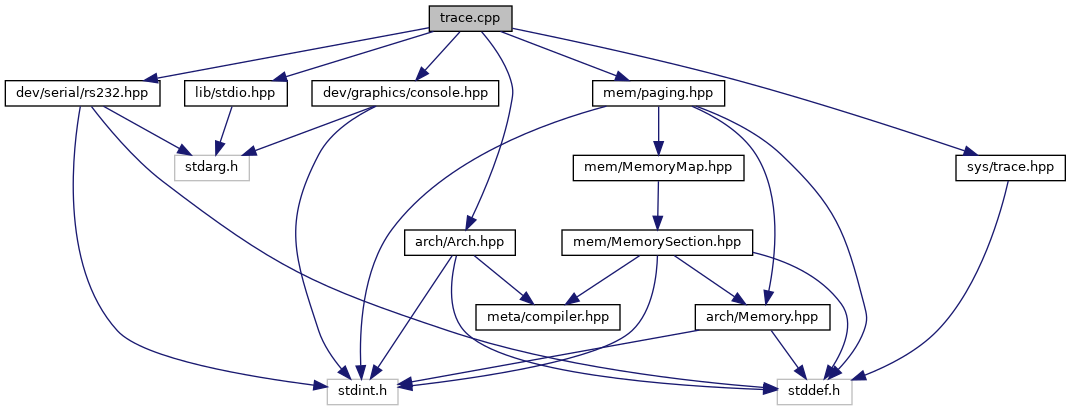 trace.cpp
dev/serial/rs232.hpp
lib/stdio.hpp
dev/graphics/console.hpp
mem/paging.hpp
stdarg.h
mem/MemoryMap.hpp
sys/trace.hpp
arch/Arch.hpp
mem/MemorySection.hpp
meta/compiler.hpp
arch/Memory.hpp
stdint.h
stddef.h